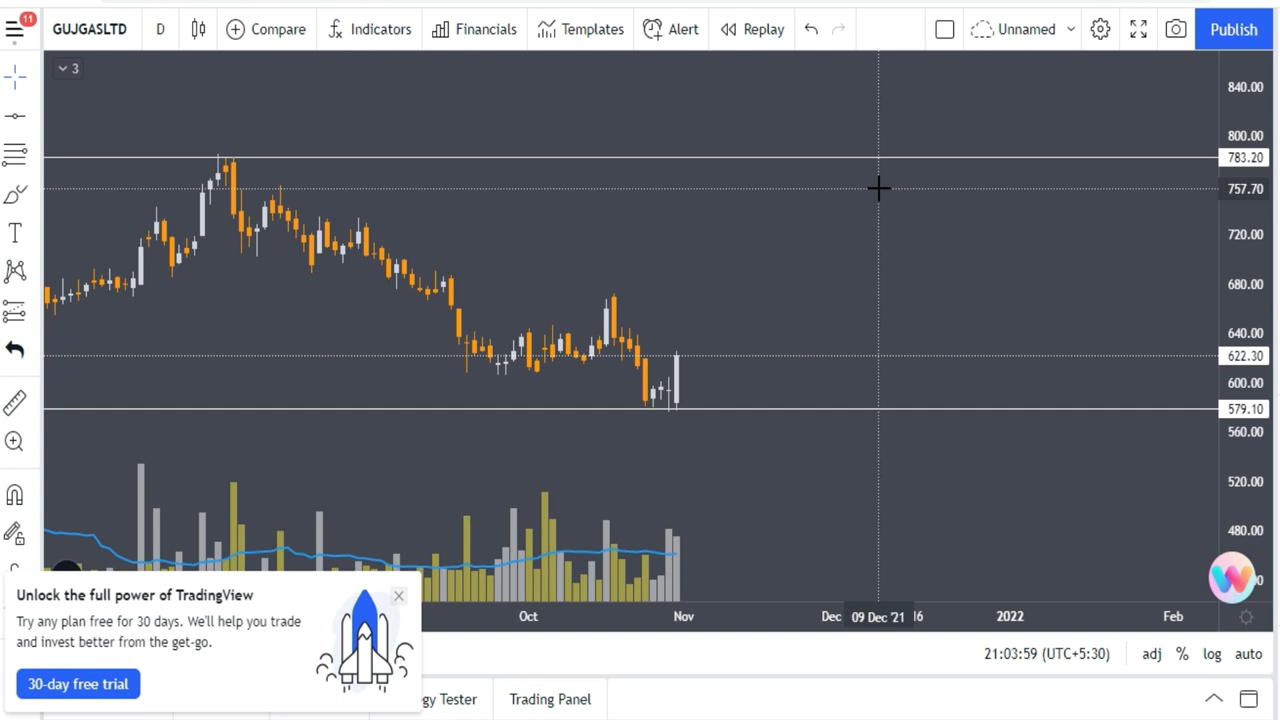 11
GUJGASLTD D Compare Indicators Financials Templates Alert Replay Unnamed Publish
3
840.00
800.00
783.20
757.70
720.00
680.00
640.00
622.30
600.00
579.10
560.00
520.00
480.00
Oct Nov Dec 09 Dec '21 16 2022 Feb
Unlock the full power of TradingView
Try any plan free for 30 days. We'll help you trade
and invest better from the get-go.
30-day free trial
21:03:59 (UTC+5:30) adj % log auto
Tester Trading Panel